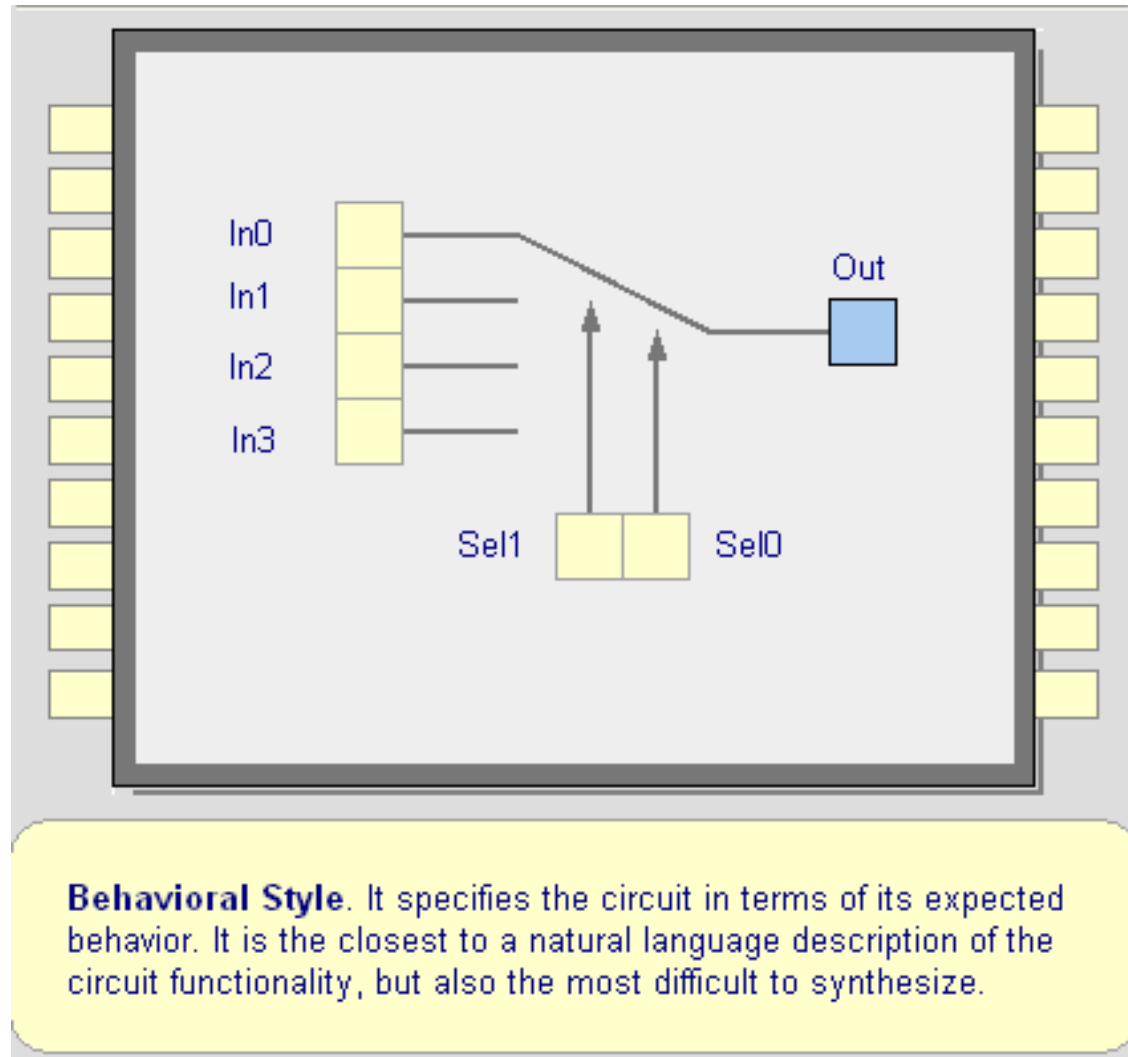 In0
Out
In1
In2
In3
Sel1 Sel0
Behavioral Style. It specifies the circuit in terms of its expected
behavior. It is the closest to a natural language description of the
circuit functionality, but also the most difficult to synthesize.